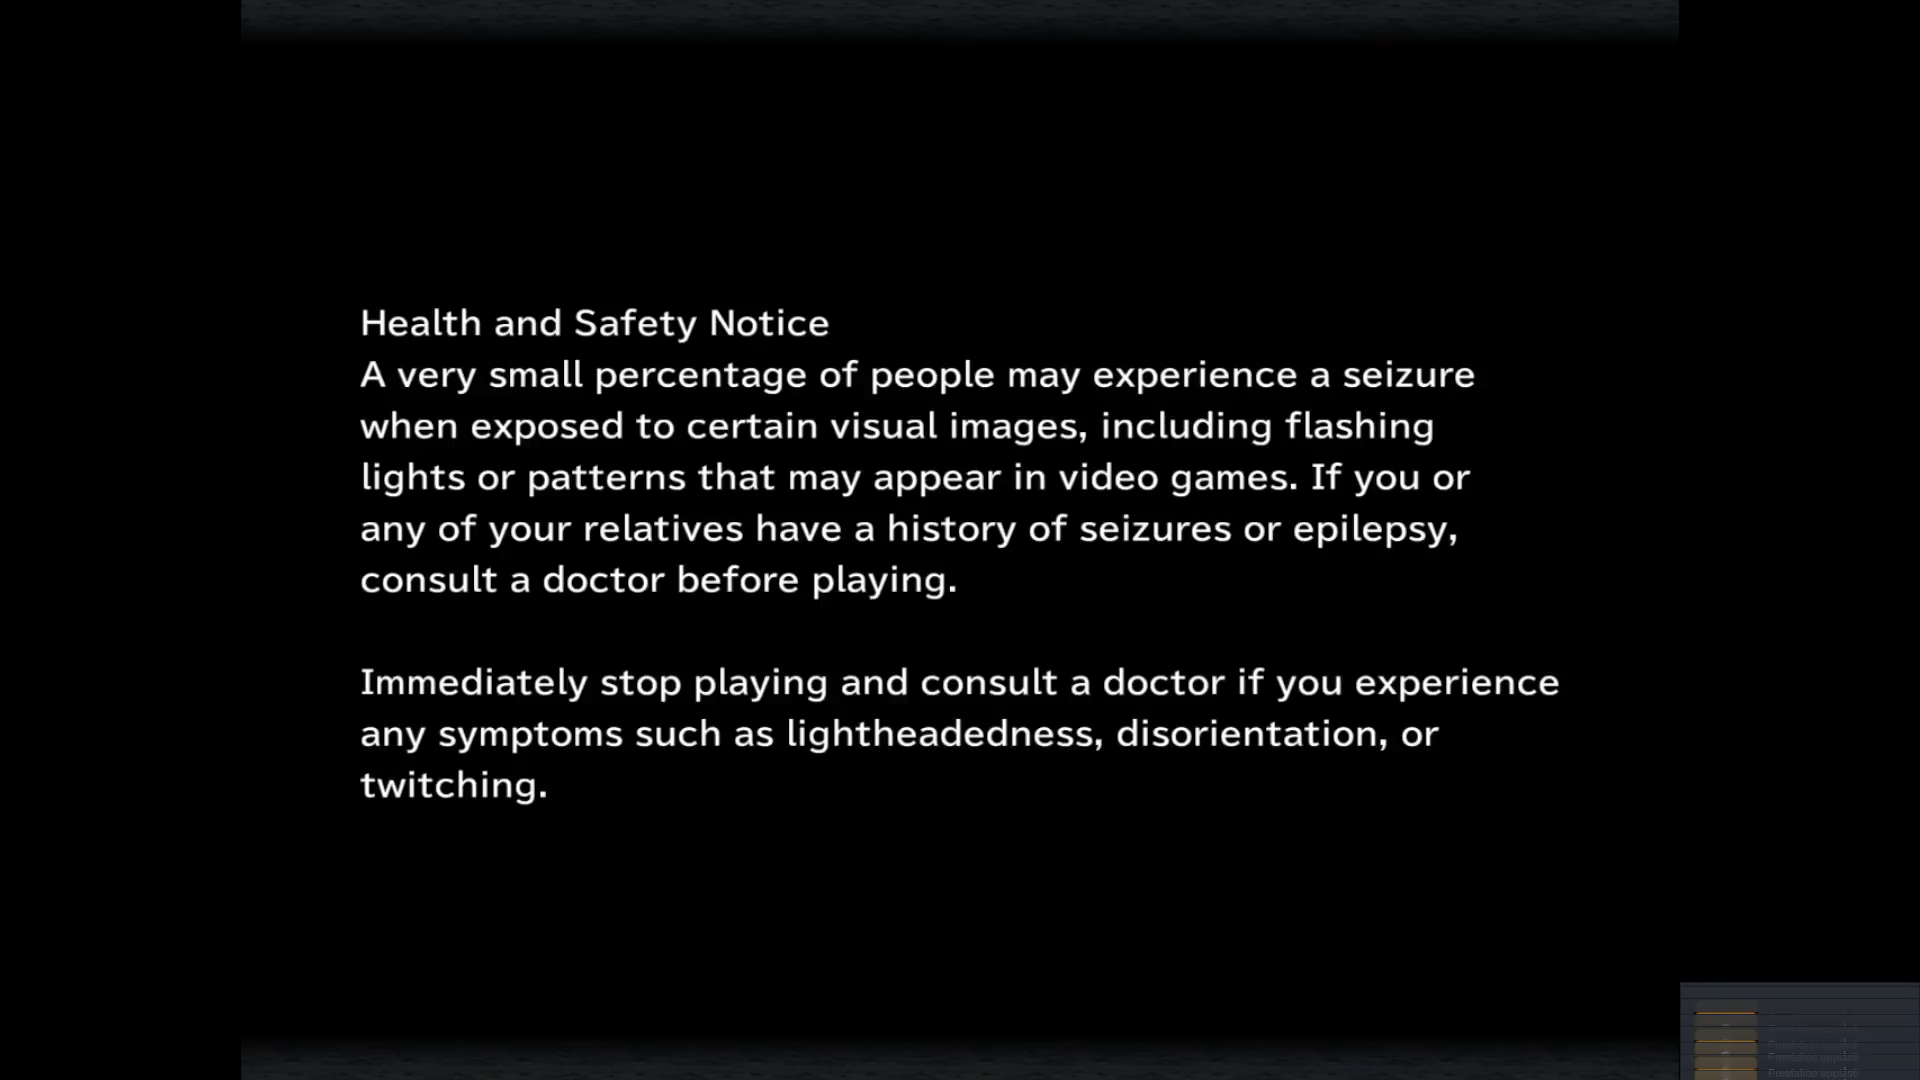 Health and Safety Notice
A very small percentage of people may experience a seizure
when exposed to certain visual images, including flashing
lights or patterns that may appear in video games. If you or
any of your relatives have a history of seizures or epilepsy,
consult a doctor before playing.
Immediately stop playing and consult a doctor if you experience
any symptoms such as lightheadedness, disorientation, or
twitching.